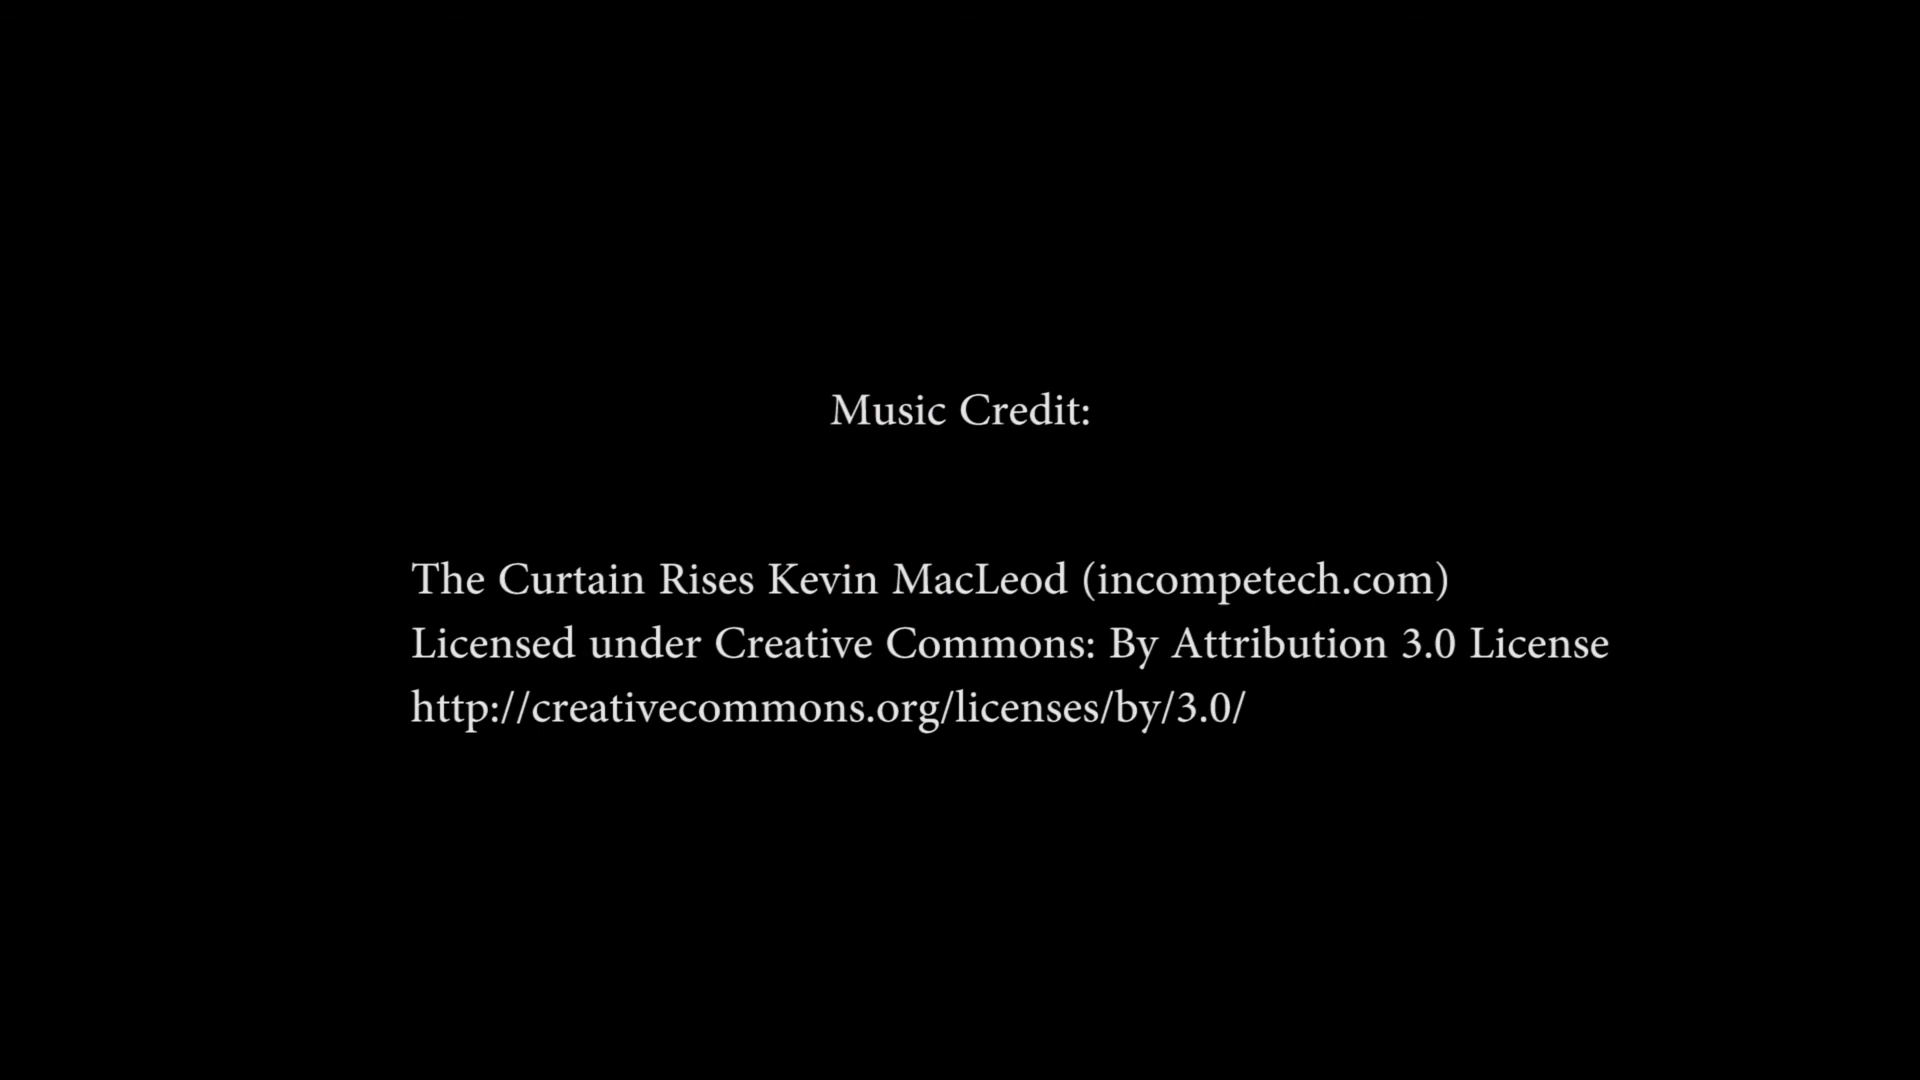 Music Credit:
The Curtain Rises Kevin MacLeod (incompetech.com)
Licensed under Creative Commons: By Attribution 3.0 License
http://creativecommons.org/licenses/by/3.0/